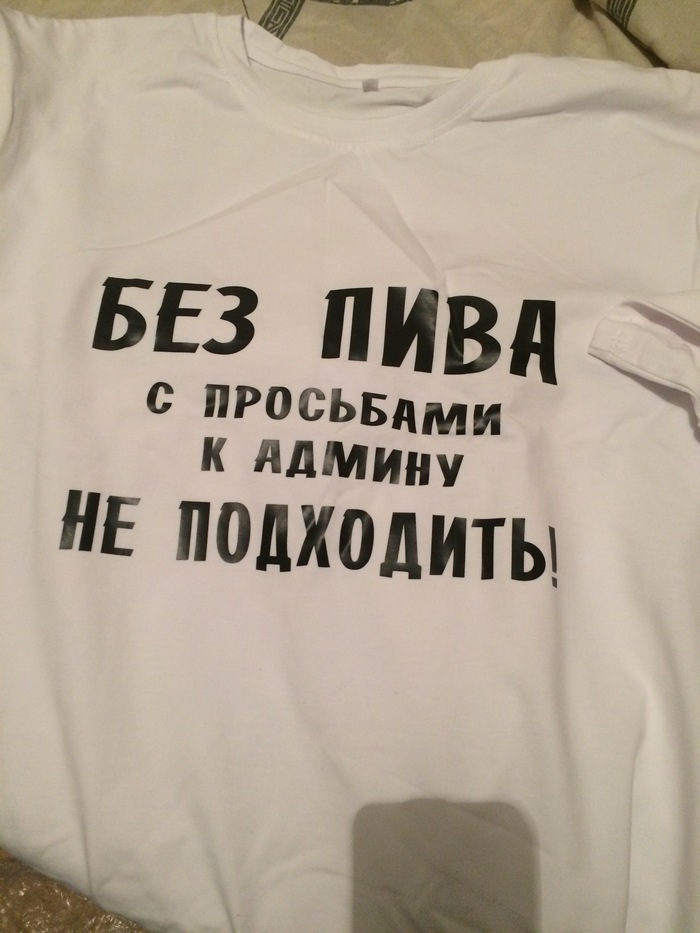 БЕЗ ПИВА
С ПРОСЬБАМИ
К АДМИНУ
НЕ ПОДХОДИТЬ!